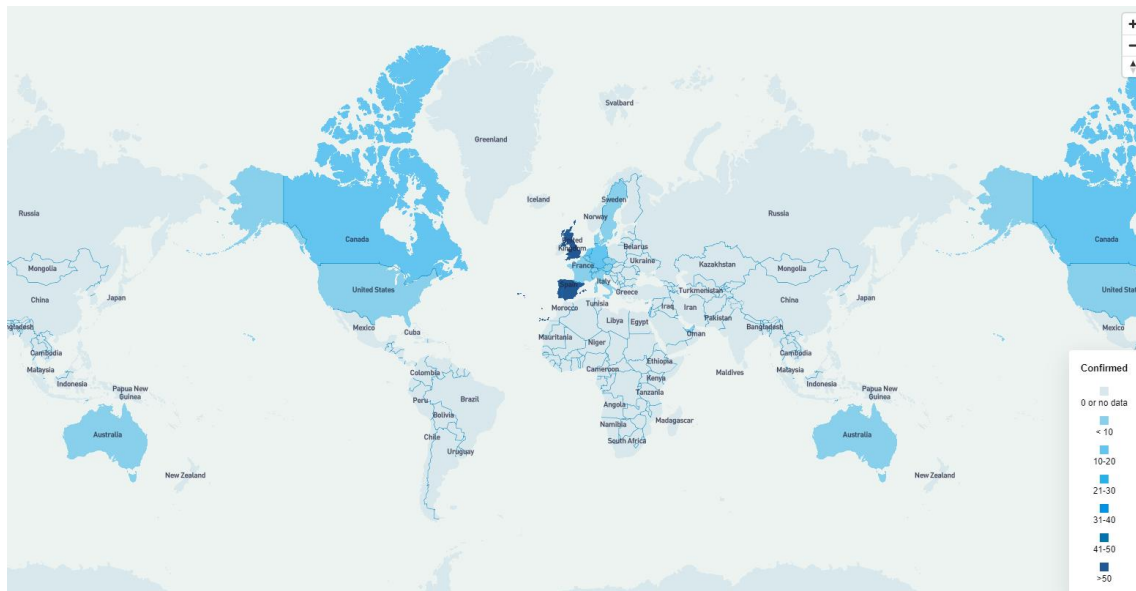 +
−
Svalbard
Greenland
Iceland
Sweden
Norway
Russia
Russia
Canada
Canada
United
Kingdom
Belarus
Ukraine
France
Kazakhstan
Mongolia
Mongolia
Italy
Spain
Greece
Turkmenistan
United States
United States
China
China
Japan
Japan
Morocco
Tunisia
Iraq
Iran
Pakistan
Libya
Egypt
Mexico
Mexico
Cuba
Oman
Bangladesh
ngladesh
Mauritania
Niger
Cambodia
Cambodia
Ethiopia
Malaysia
Malaysia
Colombia
Cameroon
Kenya
Maldives
Indonesia
Indonesia
Papua New
Guinea
Papua New
Guinea
Peru
Brazil
Tanzania
Angola
Bolivia
Madagascar
Namibia
Australia
Australia
Chile
South Africa
Uruguay
New Zealand
New Zealand
Confirmed
0 or no data
< 10
10-20
21-30
31-40
41-50
>50